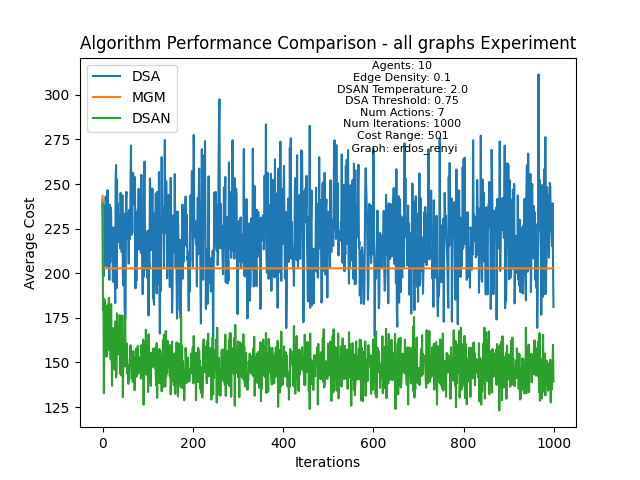 Algorithm Performance Comparison - all graphs Experiment
DSA
MGM
DSAN
Agents: 10
Edge Density: 0.1
DSAN Temperature: 2.0
DSA Threshold: 0.75
Num Actions: 7
Num Iterations: 1000
Cost Range: 501
Graph: erdos_renyi
Average Cost
300
275
250
225
200
175
150
125
0
200
400
600
800
1000
Iterations